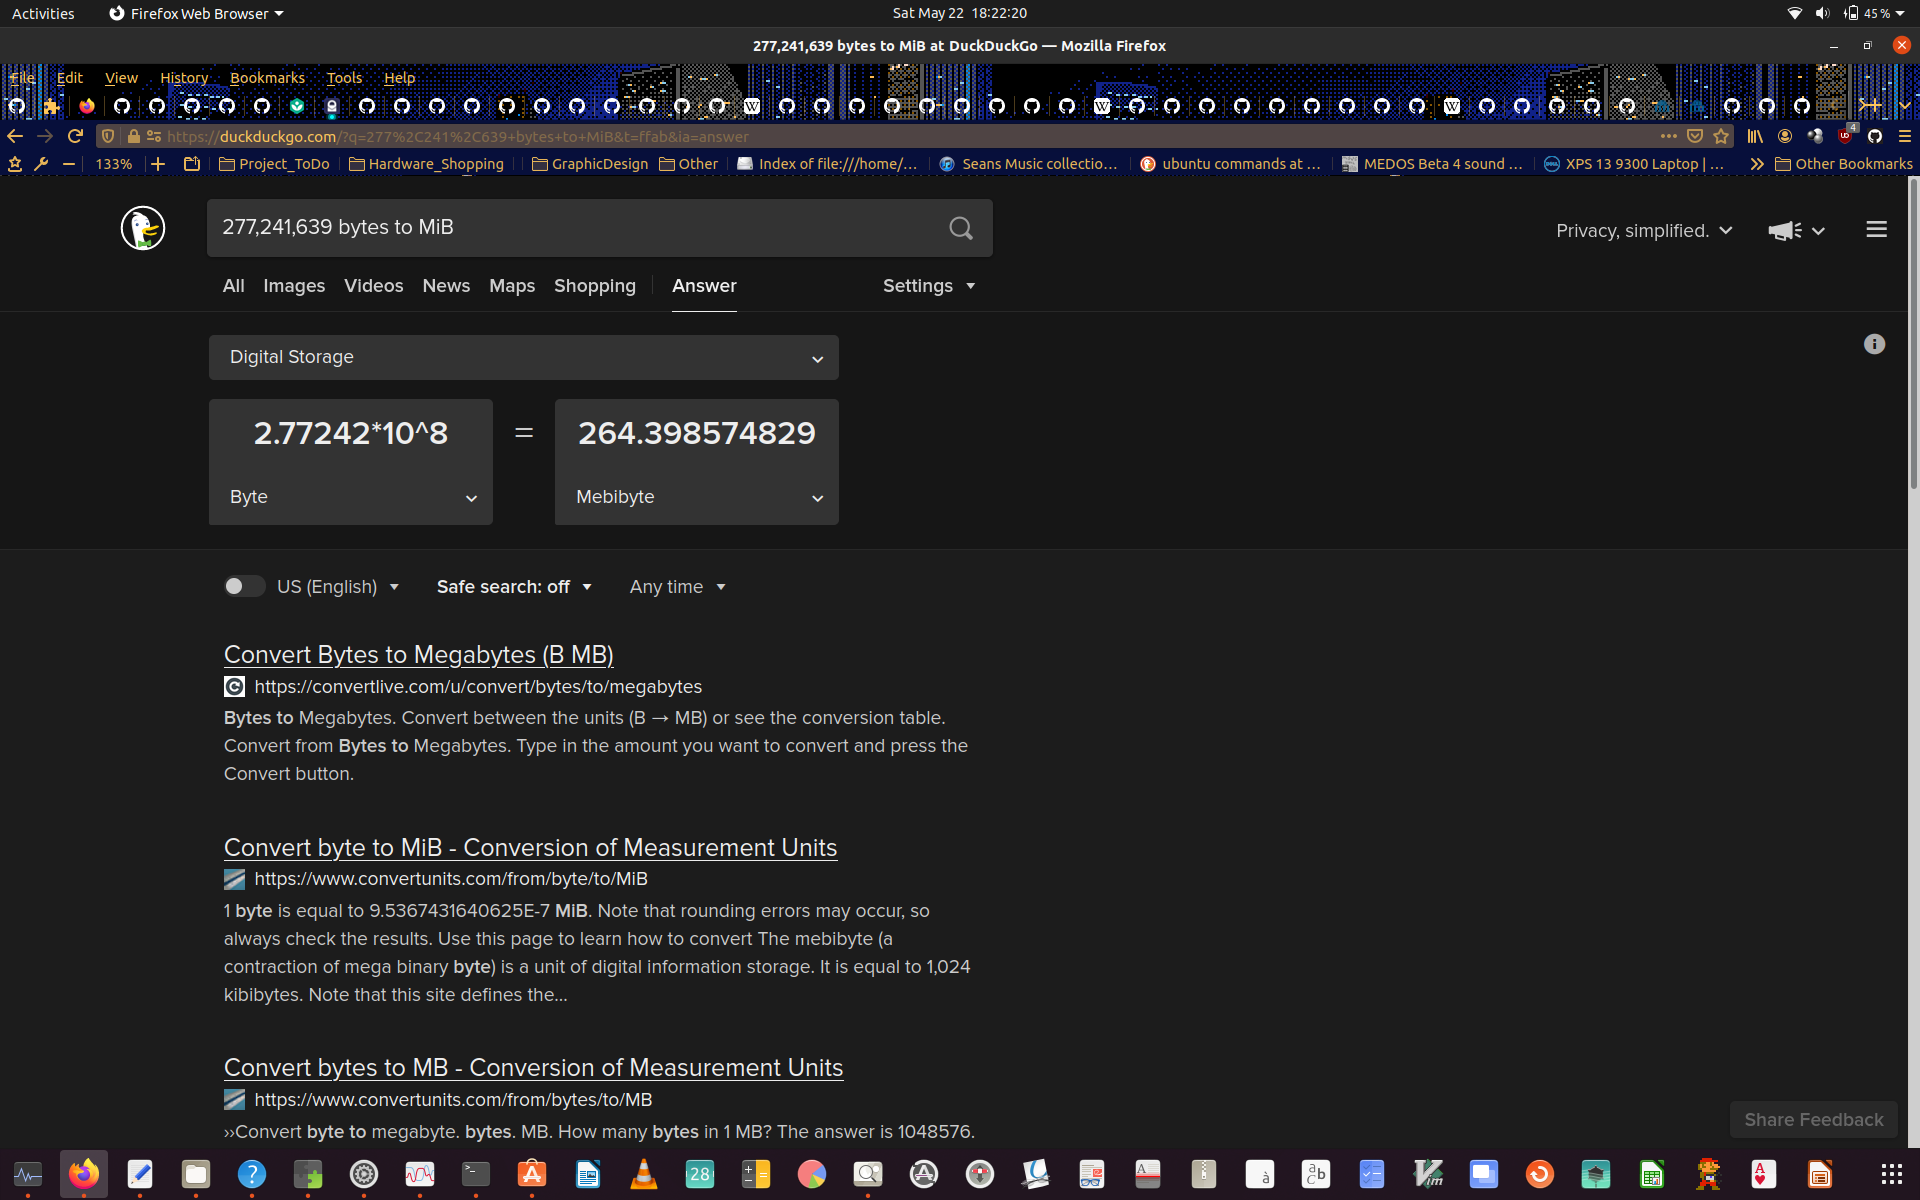 Activities Firefox Web Browser Sat May 22 18:22:20 45 %
277,241,639 bytes to MiB at DuckDuckGo — Mozilla Firefox
File Edit View History Bookmarks Tools Help
https://duckduckgo.com/?q=277%2C241%2C639+bytes+to+MiB&t=ffab&ia=answer 4
133% Project_ToDo Hardware_Shopping GraphicDesign Other Index of file:///home/... Seans Music collectio... ubuntu commands at ... MEDOS Beta 4 sound ... XPS 13 9300 Laptop | ... Other Bookmarks
277,241,639 bytes to MiB
Privacy, simplified.
All Images Videos News Maps Shopping Answer Settings
Digital Storage
2.77242*10^8 = 264.398574829
Byte Mebibyte
US (English) Safe search: off Any time
Convert Bytes to Megabytes (B MB)
https://convertlive.com/u/convert/bytes/to/megabytes
Bytes to Megabytes. Convert between the units (B → MB) or see the conversion table.
Convert from Bytes to Megabytes. Type in the amount you want to convert and press the
Convert button.
Convert byte to MiB - Conversion of Measurement Units
https://www.convertunits.com/from/byte/to/MiB
1 byte is equal to 9.5367431640625E-7 MiB. Note that rounding errors may occur, so
always check the results. Use this page to learn how to convert The mebibyte (a
contraction of mega binary byte) is a unit of digital information storage. It is equal to 1,024
kibibytes. Note that this site defines the...
Convert bytes to MB - Conversion of Measurement Units
https://www.convertunits.com/from/bytes/to/MB
››Convert byte to megabyte. bytes. MB. How many bytes in 1 MB? The answer is 1048576.
Share Feedback
28